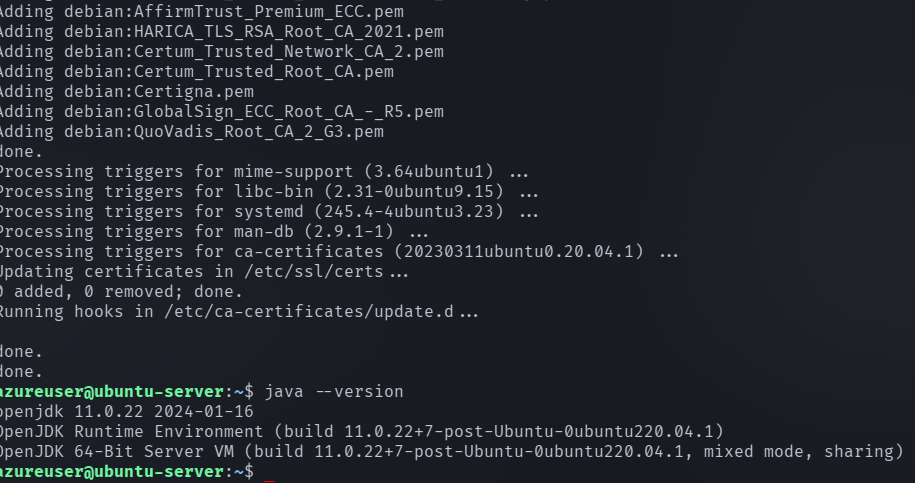 Adding debian:AffirmTrust_Premium_ECC.pem
Adding debian:HARICA_TLS_RSA_Root_CA_2021.pem
Adding debian:Certum_Trusted_Network_CA_2.pem
Adding debian:Certum_Trusted_Root_CA.pem
Adding debian:Certigna.pem
Adding debian:GlobalSign_ECC_Root_CA_-_R5.pem
Adding debian:QuoVadis_Root_CA_2_G3.pem
done.
Processing triggers for mime-support (3.64ubuntu1) ...
Processing triggers for libc-bin (2.31-0ubuntu9.15) ...
Processing triggers for systemd (245.4-4ubuntu3.23) ...
Processing triggers for man-db (2.9.1-1) ...
Processing triggers for ca-certificates (20230311ubuntu0.20.04.1) ...
Updating certificates in /etc/ssl/certs...
0 added, 0 removed; done.
Running hooks in /etc/ca-certificates/update.d...
done.
done.
azureuser@ubuntu-server:~$ java --version
openjdk 11.0.22 2024-01-16
OpenJDK Runtime Environment (build 11.0.22+7-post-Ubuntu-0ubuntu220.04.1)
OpenJDK 64-Bit Server VM (build 11.0.22+7-post-Ubuntu-0ubuntu220.04.1, mixed mode, sharing)
azureuser@ubuntu-server:~$ _